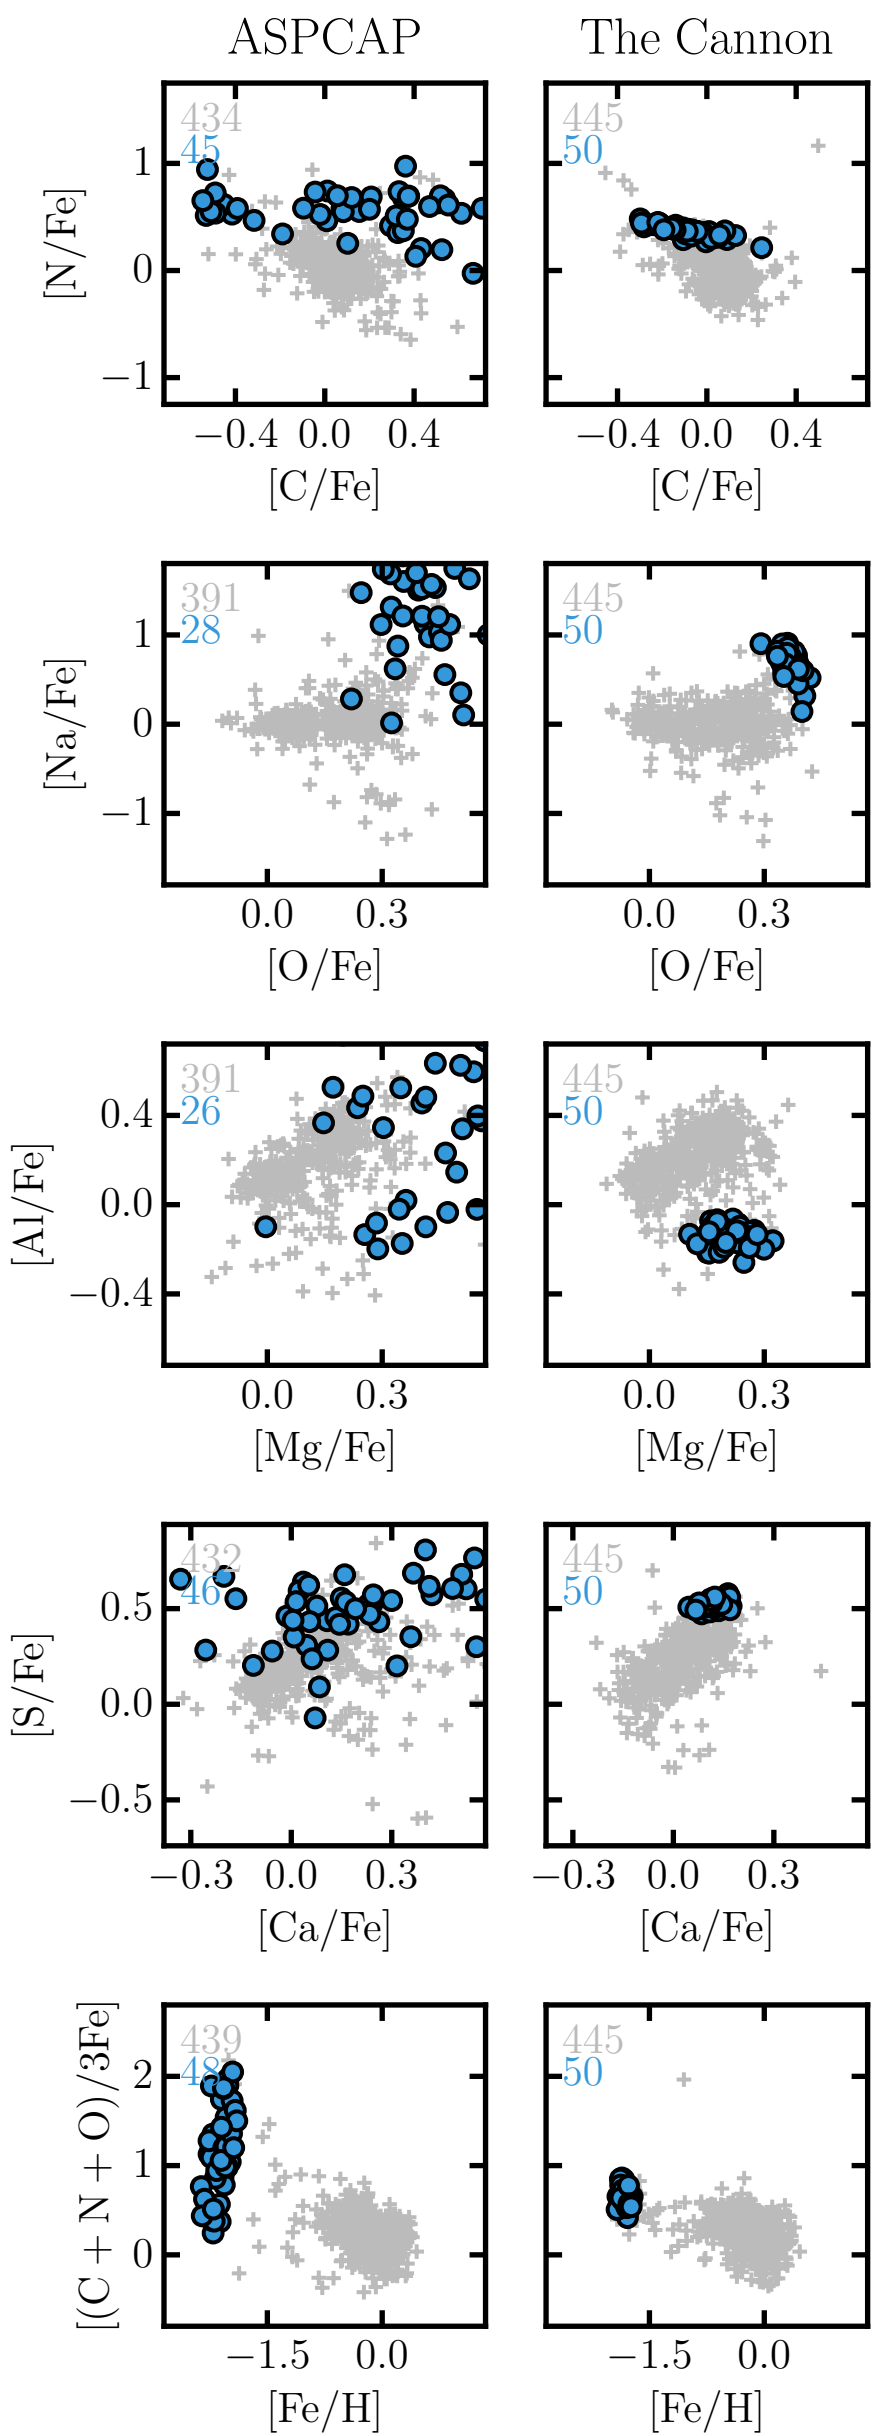 ASPCAP The Cannon
434 445
45 50
1
0
−1
[N/Fe]
−0.4 0.0 0.4 −0.4 0.0 0.4
[C/Fe] [C/Fe]
391 445
28 50
1
0
−1
[Na/Fe]
0.0 0.3 0.0 0.3
[O/Fe] [O/Fe]
391 445
26 50
0.4
0.0
−0.4
[Al/Fe]
0.0 0.3 0.0 0.3
[Mg/Fe] [Mg/Fe]
432 445
46 50
0.5
0.0
−0.5
[S/Fe]
−0.3 0.0 0.3 −0.3 0.0 0.3
[Ca/Fe] [Ca/Fe]
439 445
48 50
2
1
0
[(C + N + O)/3Fe]
−1.5 0.0 −1.5 0.0
[Fe/H] [Fe/H]